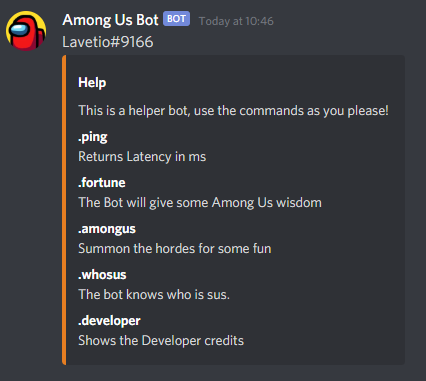 Among Us Bot BOT Today at 10:46
Lavetio#9166
Help
This is a helper bot, use the commands as you please!
.ping
Returns Latency in ms
.fortune
The Bot will give some Among Us wisdom
.amongus
Summon the hordes for some fun
.whosus
The bot knows who is sus.
.developer
Shows the Developer credits